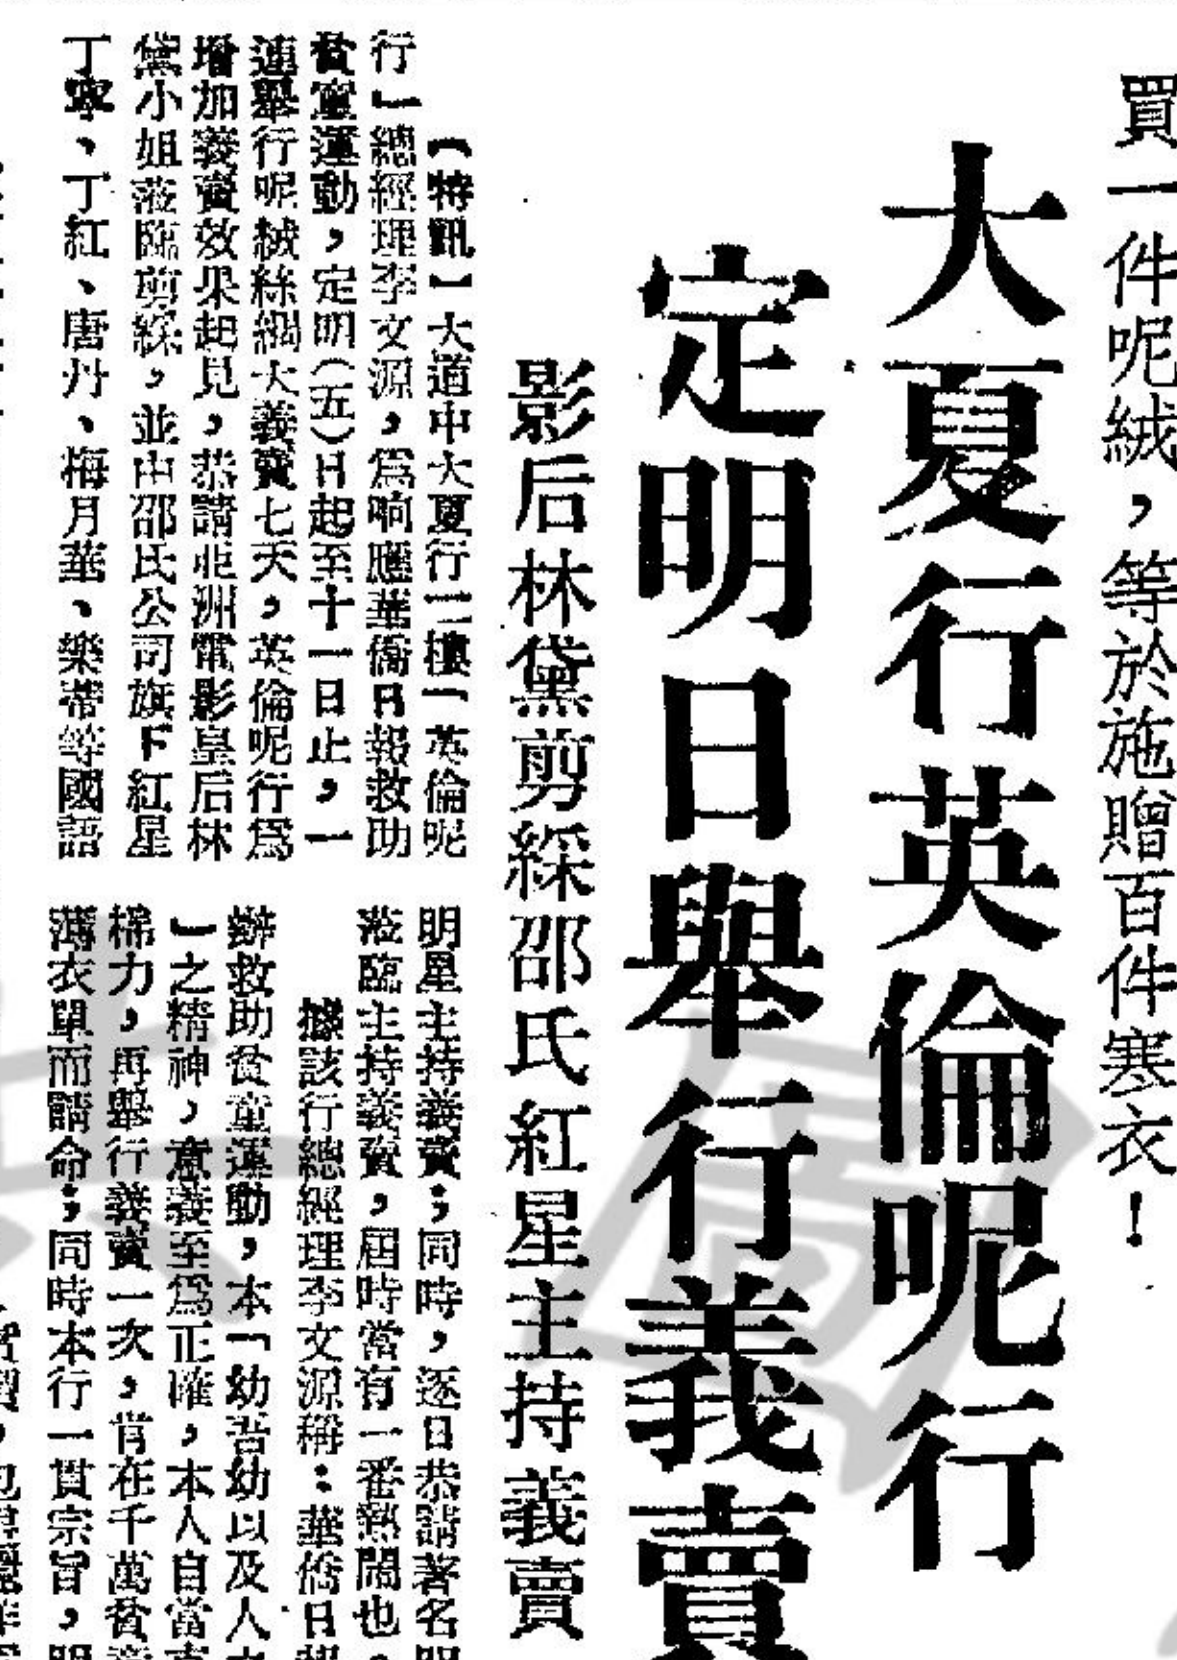 買一件呢絨，等於施贈百件寒衣！
大夏行英倫呢行
定明日舉行義賣
影后林黛剪綵邵氏紅星主持義賣
【特訊】大道中大夏行二樓「英倫呢
行」總經理李文源，為响應華僑日報救助
貧童運動，定明（五）日起至十一日止，一
連舉行呢絨絲綢大義賣七天，英倫呢行為
增加義賣效果起見，恭請亞洲電影皇后林
黛小姐蒞臨剪綵，並由邵氏公司旗下紅星
丁寧、丁紅、唐丹、梅月華、樂蒂等國語
明星主持義賣；同時，逐日恭請著名明
蒞臨主持義賣，屆時當有一番熱鬧也。
據該行總經理李文源稱：華僑日報
辦救助貧童運動，本「幼吾幼以及人之
」之精神，意義至為正確，本人自當
棉力，再舉行義賣一次，肯在千萬貧童
衣單而請命；同時本行一貫宗旨，明